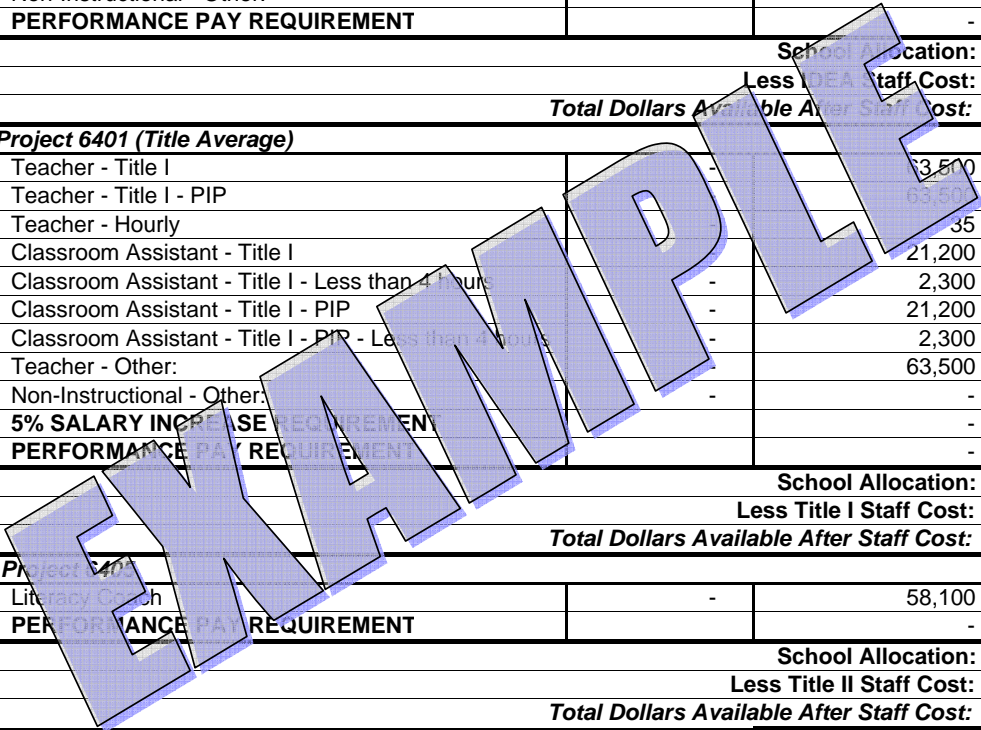 PERFORMANCE PAY REQUIREMENT -
School Allocation:
Less IDEA Staff Cost:
Total Dollars Available After Staff Cost:
Project 6401 (Title Average)
Teacher - Title I - 63,500
Teacher - Title I - PIP - 63,500
Teacher - Hourly - 35
Classroom Assistant - Title I - 21,200
Classroom Assistant - Title I - Less than 4 hours - 2,300
Classroom Assistant - Title I - PIP - 21,200
Classroom Assistant - Title I - PIP - Less than 4 hours - 2,300
Teacher - Other: - 63,500
Non-Instructional - Other: - -
5% SALARY INCREASE REQUIREMENT -
PERFORMANCE PAY REQUIREMENT -
School Allocation:
Less Title I Staff Cost:
Total Dollars Available After Staff Cost:
Project 6405
Literacy Coach - 58,100
PERFORMANCE PAY REQUIREMENT -
School Allocation:
Less Title II Staff Cost:
Total Dollars Available After Staff Cost:
EXAMPLE